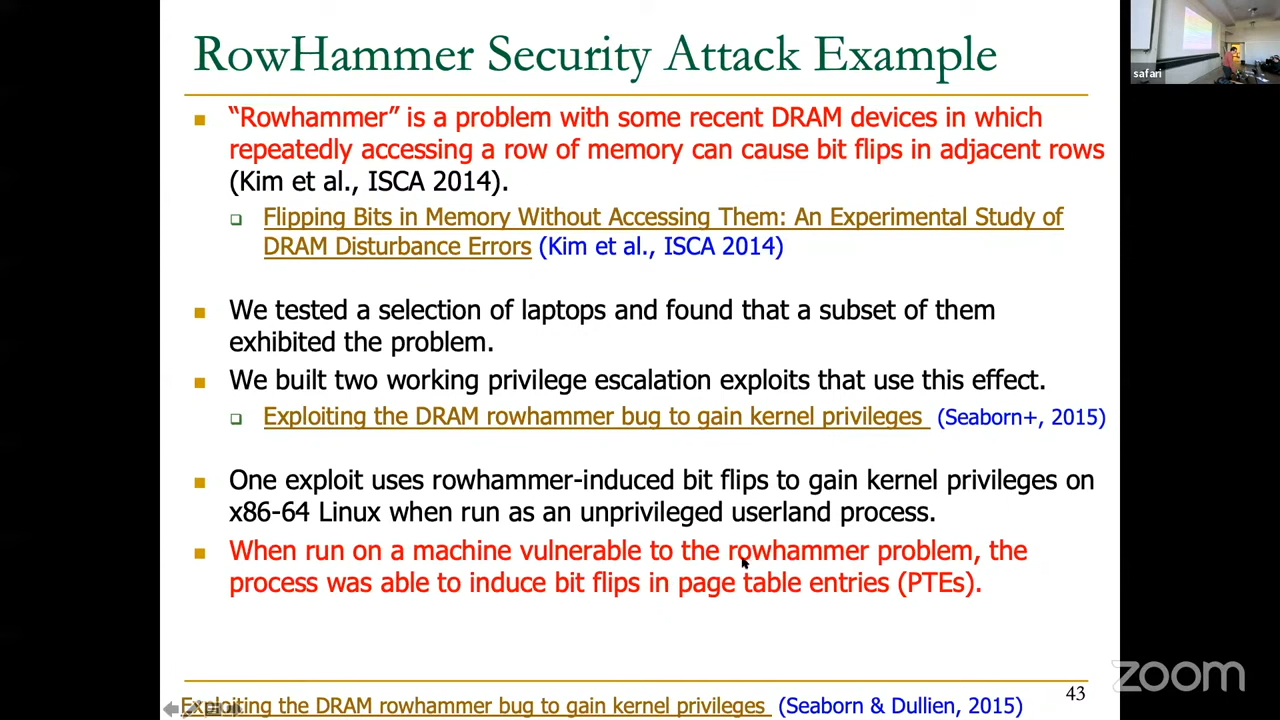 RowHammer Security Attack Example
safari
“Rowhammer” is a problem with some recent DRAM devices in which
repeatedly accessing a row of memory can cause bit flips in adjacent rows
(Kim et al., ISCA 2014).
Flipping Bits in Memory Without Accessing Them: An Experimental Study of
DRAM Disturbance Errors (Kim et al., ISCA 2014)
We tested a selection of laptops and found that a subset of them
exhibited the problem.
We built two working privilege escalation exploits that use this effect.
Exploiting the DRAM rowhammer bug to gain kernel privileges (Seaborn+, 2015)
One exploit uses rowhammer-induced bit flips to gain kernel privileges on
x86-64 Linux when run as an unprivileged userland process.
When run on a machine vulnerable to the rowhammer problem, the
process was able to induce bit flips in page table entries (PTEs).
zoom
43
Exploiting the DRAM rowhammer bug to gain kernel privileges (Seaborn & Dullien, 2015)